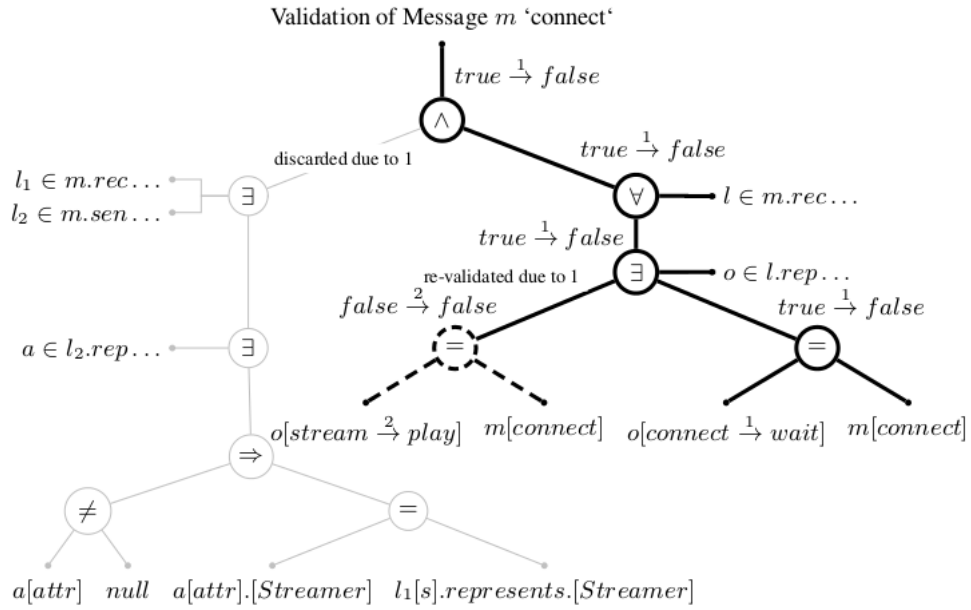 Validation of Message m ‘connect‘
true →¹ false
∧
discarded due to 1
true →¹ false
l₁ ∈ m.rec…
l₂ ∈ m.sen…
∃
∀
l ∈ m.rec…
true →¹ false
re-validated due to 1
∃
o ∈ l.rep…
false →² false
true →¹ false
a ∈ l₂.rep…
∃
=
=
o[stream →² play]
m[connect]
o[connect →¹ wait]
m[connect]
⇒
≠
=
a[attr]
null
a[attr].[Streamer]
l₁[s].represents.[Streamer]